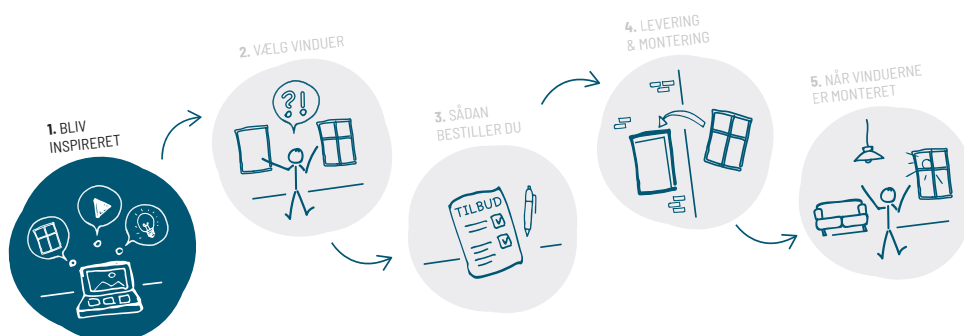 1. BLIV
INSPIRERET
2. VÆLG VINDUER
?!
3. SÅDAN
BESTILLER DU
TILBUD
4. LEVERING
& MONTERING
5. NÅR VINDUERNE
ER MONTERET